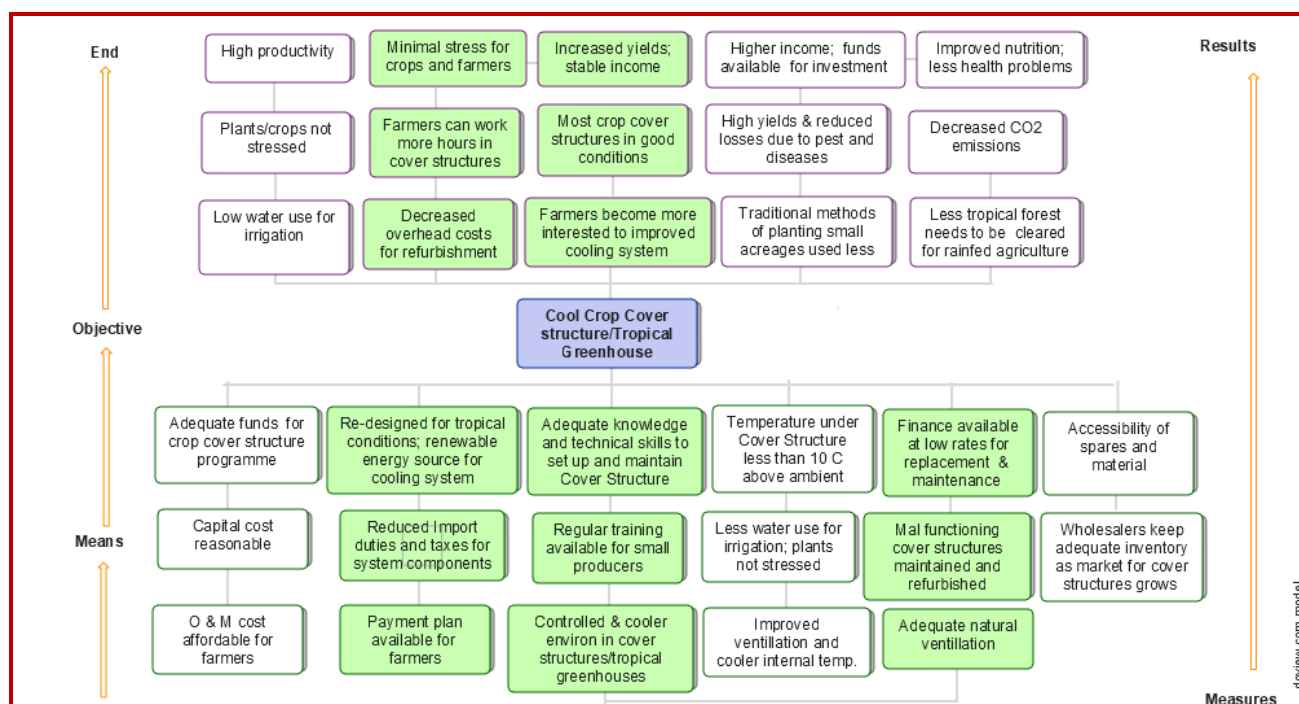 End
Results
High productivity
Minimal stress for
crops and farmers
Increased yields;
stable income
Higher income; funds
available for investment
Improved nutrition;
less health problems
Plants/crops not
stressed
Farmers can work
more hours in
cover structures
Most crop cover
structures in good
conditions
High yields & reduced
losses due to pest and
diseases
Decreased CO2
emissions
Low water use for
irrigation
Decreased
overhead costs
for refurbishment
Farmers become more
interested to improved
cooling system
Traditional methods
of planting small
acreages used less
Less tropical forest
needs to be cleared
for rainfed agriculture
Objective
Cool Crop Cover
structure/Tropical
Greenhouse
Adequate funds for
crop cover structure
programme
Re-designed for tropical
conditions; renewable
energy source for
cooling system
Adequate knowledge
and technical skills to
set up and maintain
Cover Structure
Temperature under
Cover Structure
less than 10 C
above ambient
Finance available
at low rates for
replacement &
maintenance
Accessibility of
spares and
material
Means
Capital cost
reasonable
Reduced Import
duties and taxes for
system components
Regular training
available for small
producers
Less water use for
irrigation; plants
not stressed
Mal functioning
cover structures
maintained and
refurbished
Wholesalers keep
adequate inventory
as market for cover
structures grows
O & M cost
affordable for
farmers
Payment plan
available for
farmers
Controlled & cooler
environ in cover
structures/tropical
greenhouses
Improved
ventillation and
cooler internal temp.
Adequate natural
ventillation
Measures
doview.com model